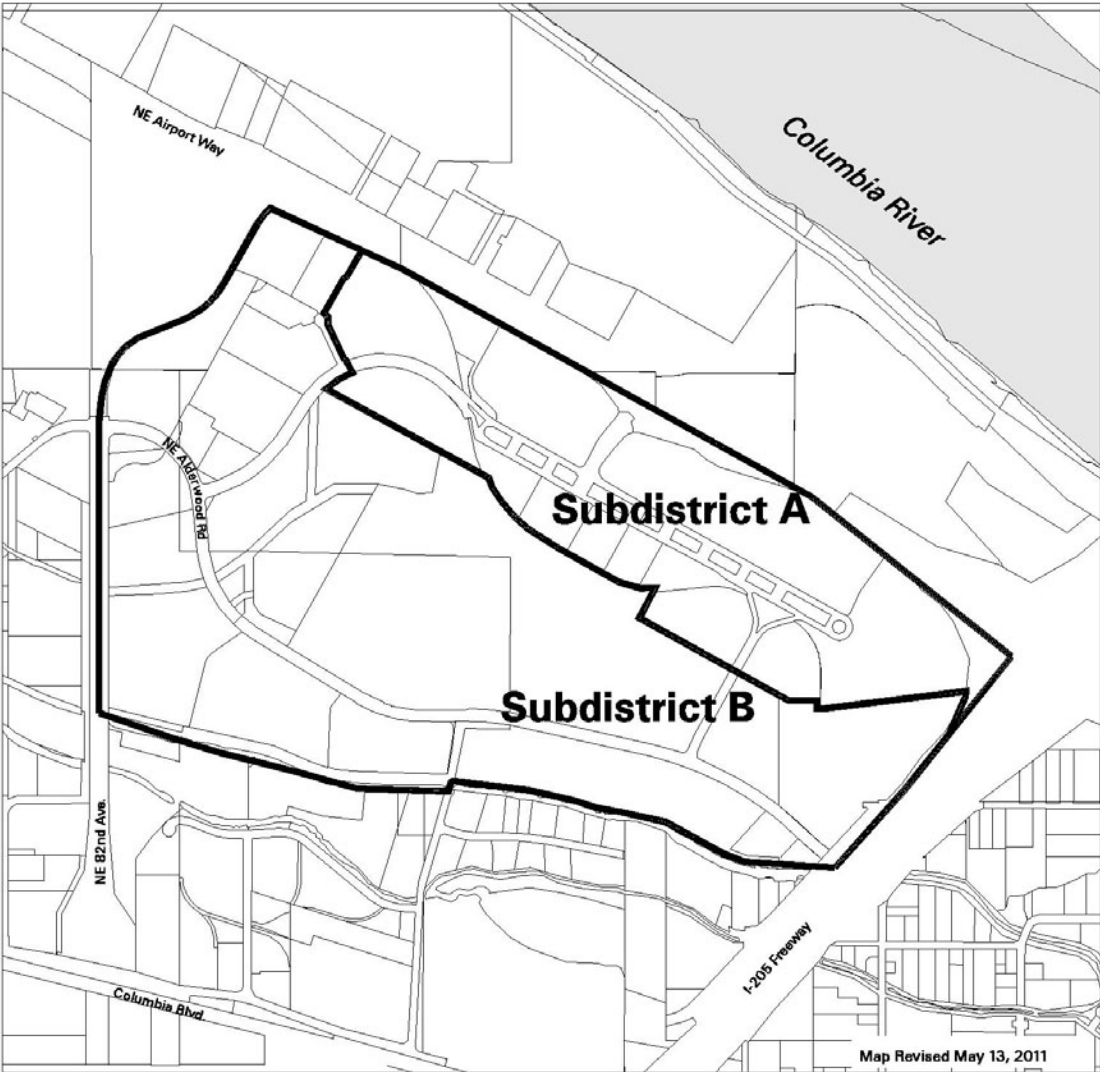 NE Airport Way
Columbia River
NE Alderwood Rd
Subdistrict A
Subdistrict B
NE 82nd Ave.
I-205 Freeway
Columbia Blvd.
Map Revised May 13, 2011